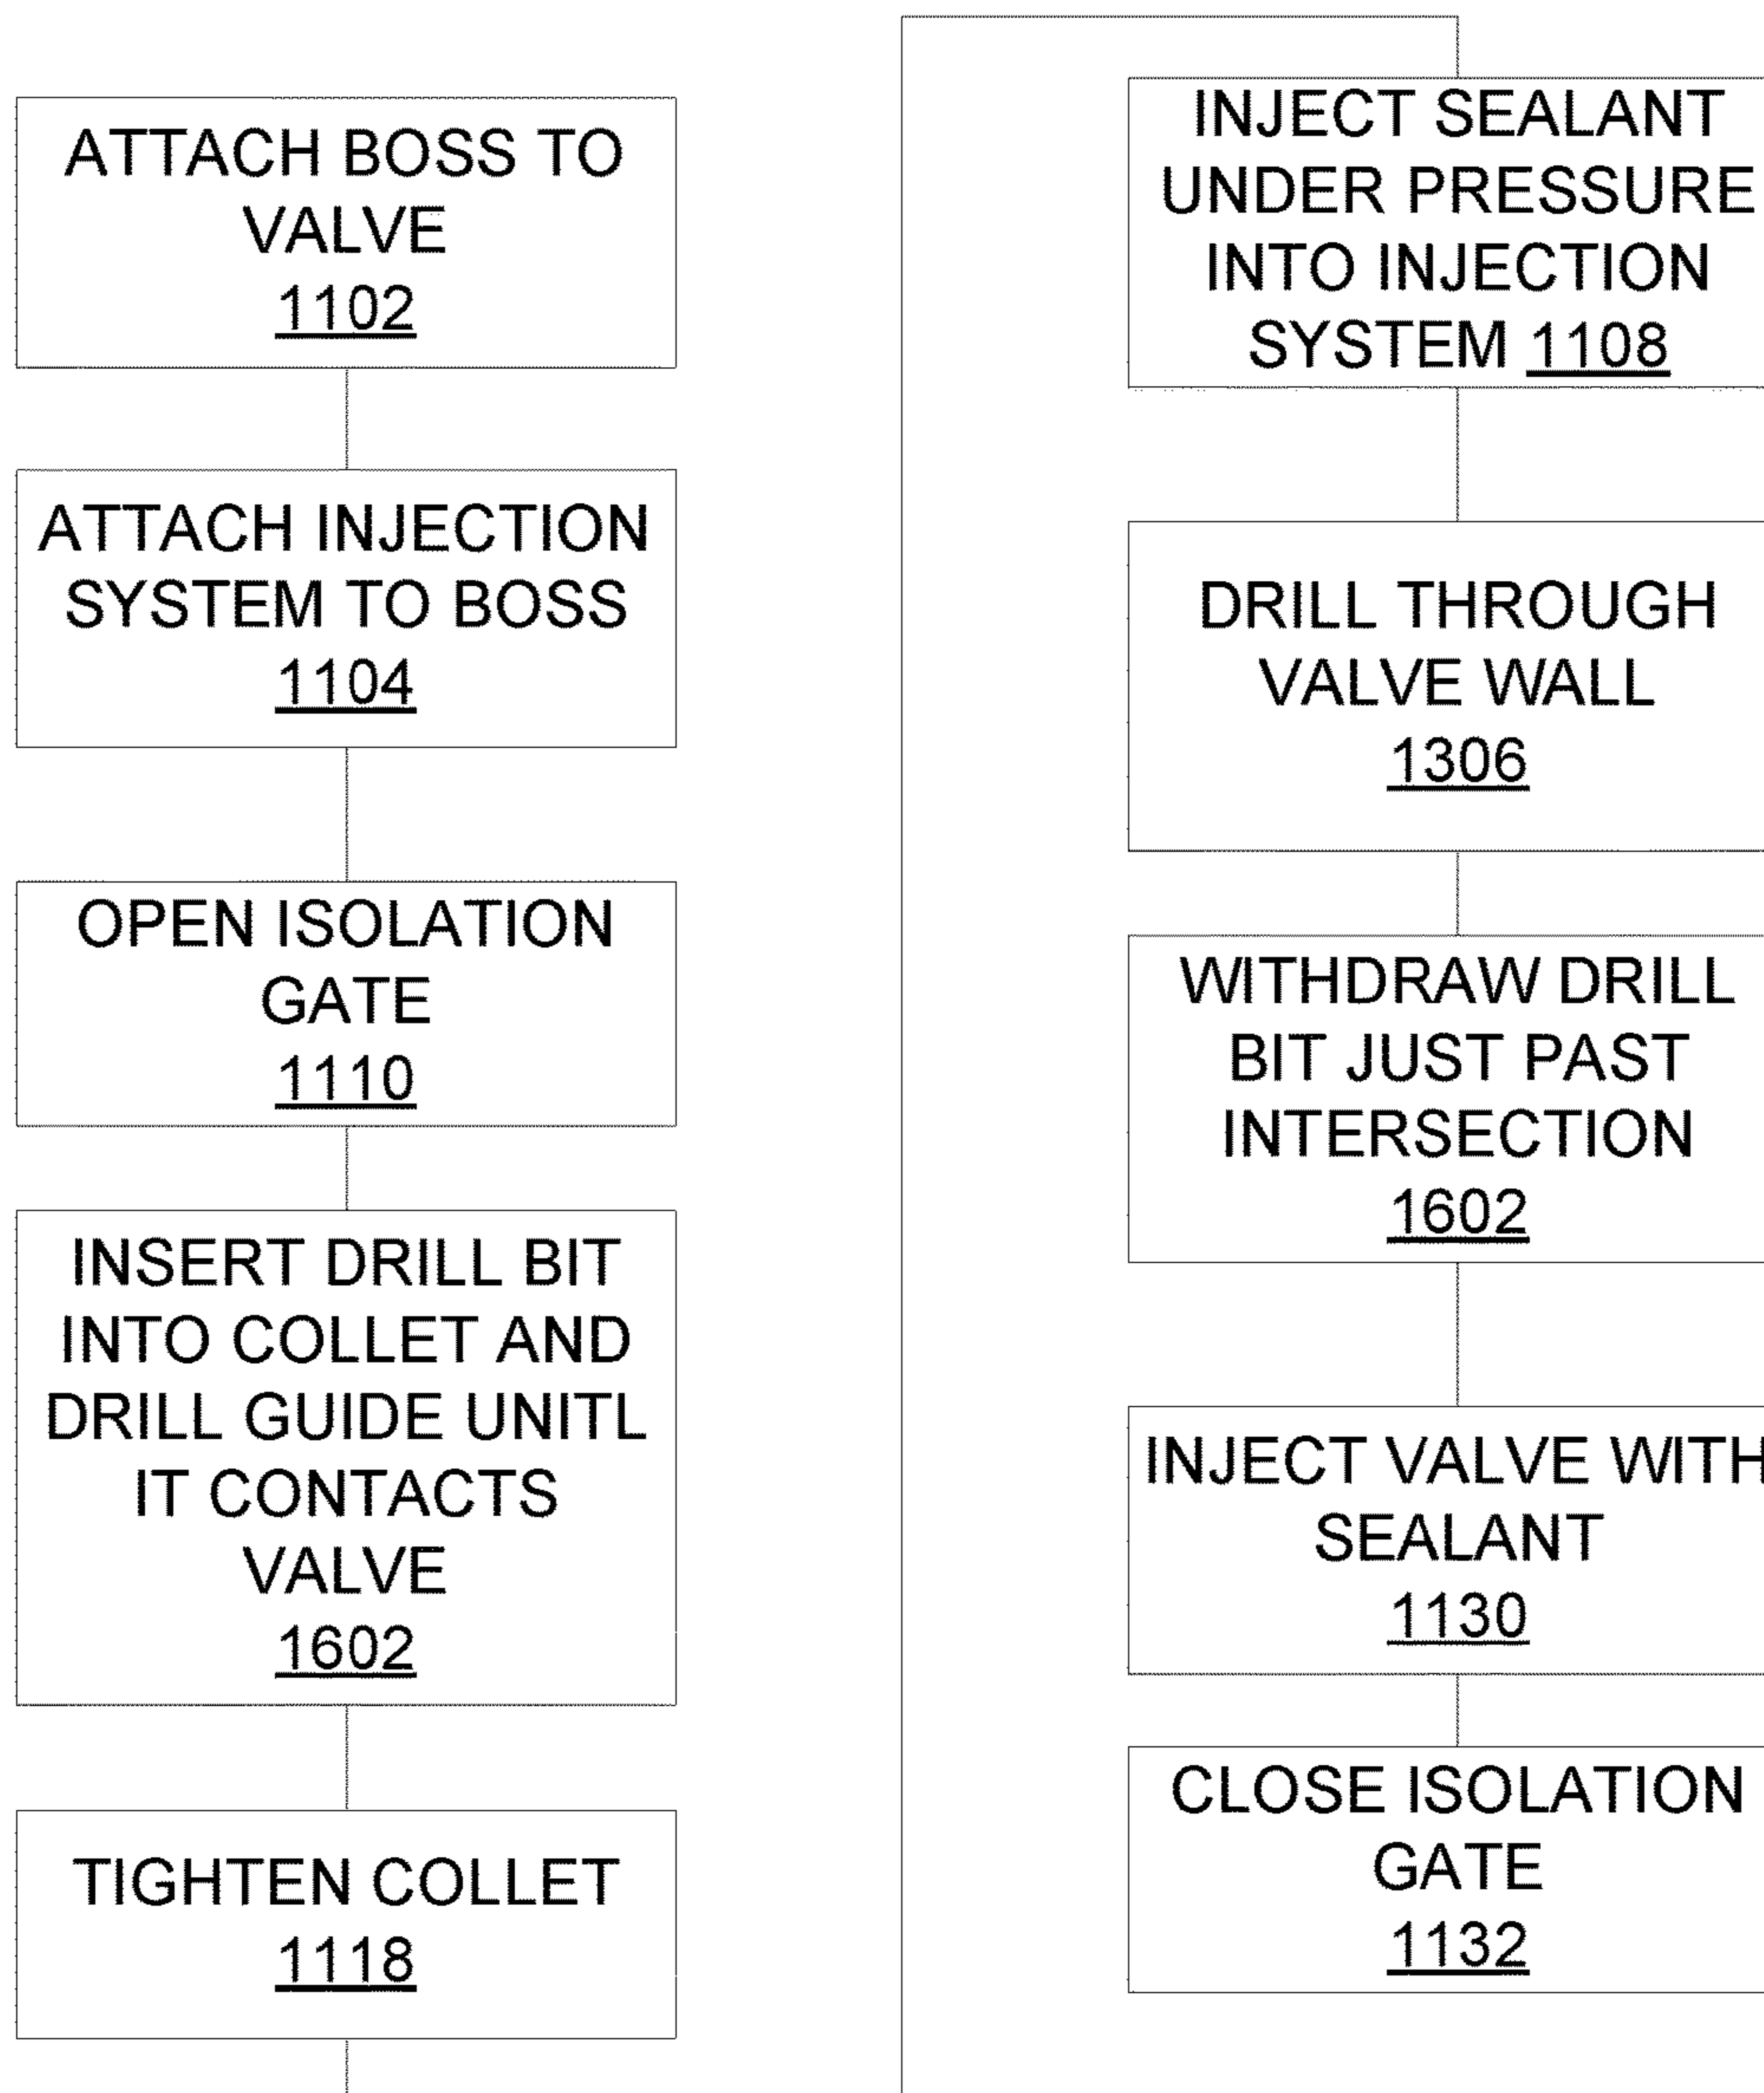 ATTACH BOSS TO
VALVE
1102
ATTACH INJECTION
SYSTEM TO BOSS
1104
OPEN ISOLATION
GATE
1110
INSERT DRILL BIT
INTO COLLET AND
DRILL GUIDE UNITL
IT CONTACTS
VALVE
1602
TIGHTEN COLLET
1118
INJECT SEALANT
UNDER PRESSURE
INTO INJECTION
SYSTEM 1108
DRILL THROUGH
VALVE WALL
1306
WITHDRAW DRILL
BIT JUST PAST
INTERSECTION
1602
INJECT VALVE WITH
SEALANT
1130
CLOSE ISOLATION
GATE
1132